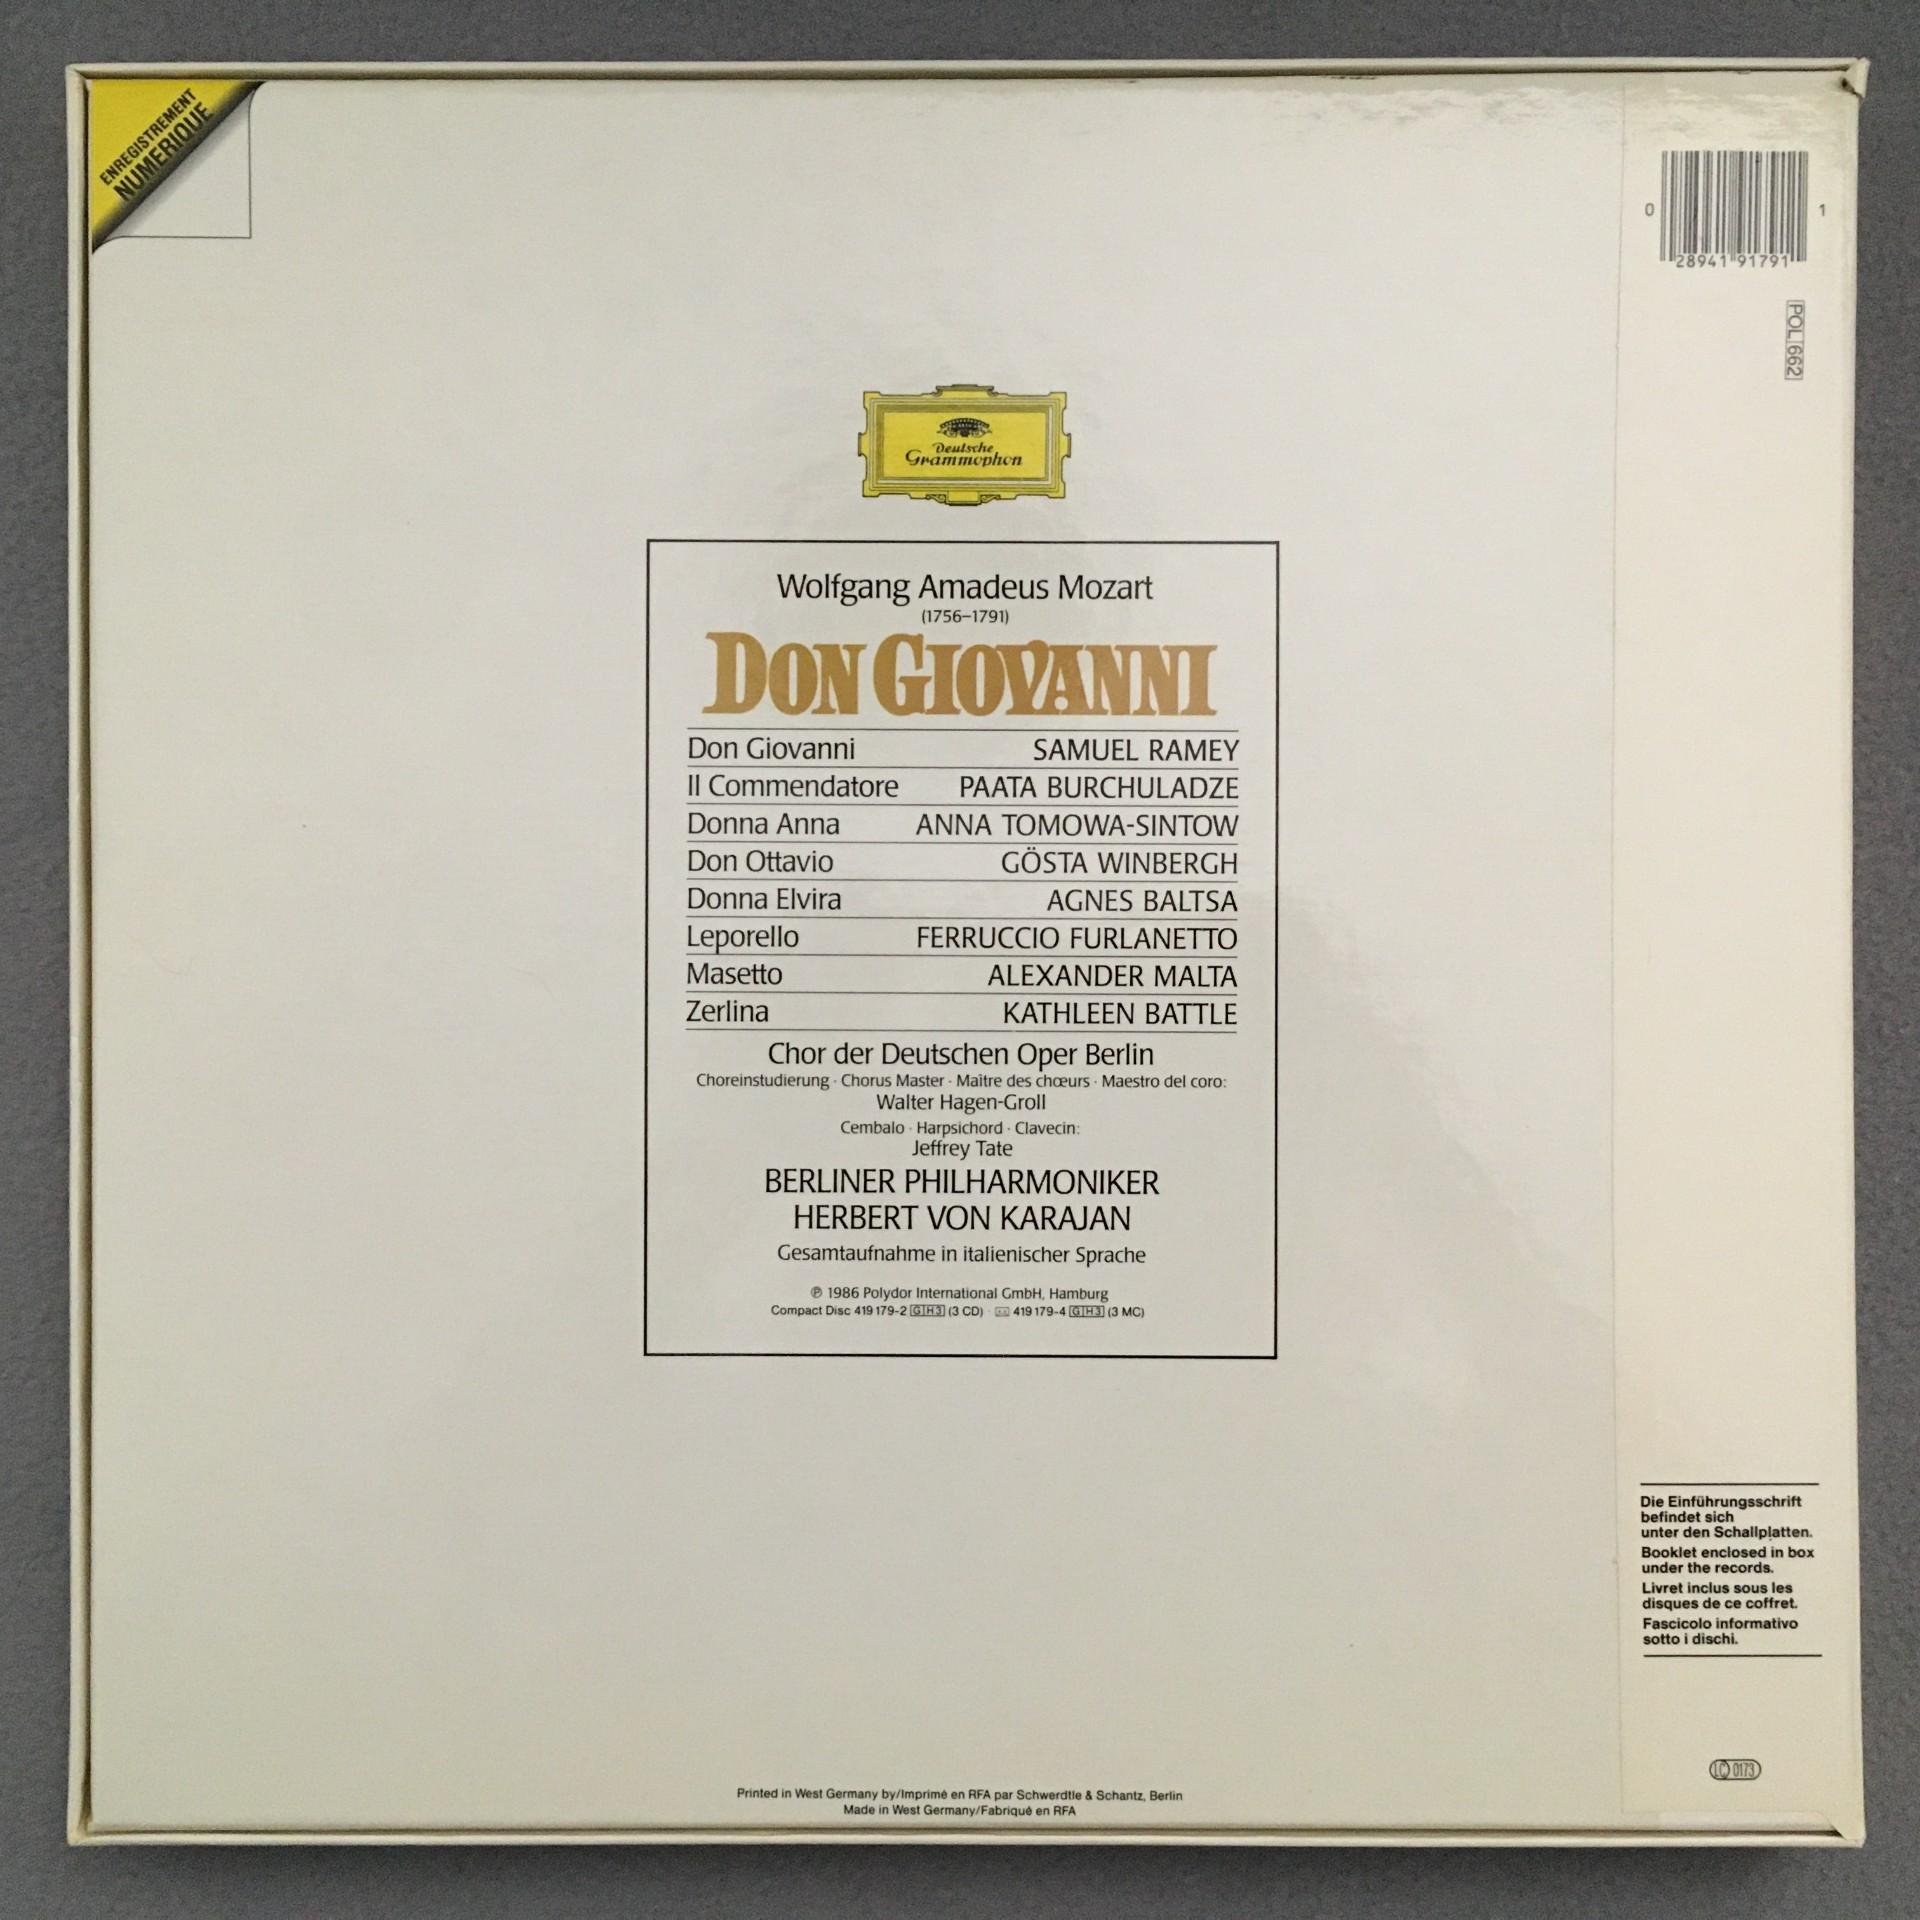 ENREGISTREMENT
NUMERIQUE
0 28941 91791 1
POL 662
Deutsche
Grammophon
Wolfgang Amadeus Mozart
(1756–1791)
DON GIOVANNI
Don Giovanni SAMUEL RAMEY
Il Commendatore PAATA BURCHULADZE
Donna Anna ANNA TOMOWA-SINTOW
Don Ottavio GÖSTA WINBERGH
Donna Elvira AGNES BALTSA
Leporello FERRUCCIO FURLANETTO
Masetto ALEXANDER MALTA
Zerlina KATHLEEN BATTLE
Chor der Deutschen Oper Berlin
Choreinstudierung · Chorus Master · Maître des chœurs · Maestro del coro:
Walter Hagen-Groll
Cembalo · Harpsichord · Clavecin:
Jeffrey Tate
BERLINER PHILHARMONIKER
HERBERT VON KARAJAN
Gesamtaufnahme in italienischer Sprache
℗ 1986 Polydor International GmbH, Hamburg
Compact Disc 419 179-2 GH3 (3 CD) · 419 179-4 GH3 (3 MC)
Die Einführungsschrift
befindet sich
unter den Schallplatten.
Booklet enclosed in box
under the records.
Livret inclus sous les
disques de ce coffret.
Fascicolo informativo
sotto i dischi.
LC 0173
Printed in West Germany by/Imprimé en RFA par Schwerdtle & Schantz, Berlin
Made in West Germany/Fabriqué en RFA